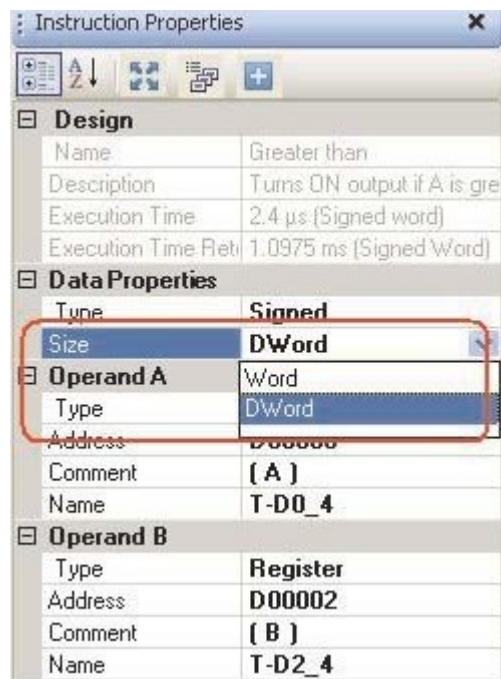 Instruction Properties
Design
Name Greater than
Description Turns ON output if A is gre
Execution Time 2.4 µs (Signed word)
Execution Time Ret 1.0975 ms (Signed Word)
Data Properties
Type Signed
Size DWord
Operand A Word
Type DWord
Address D00000
Comment ( A )
Name T-D0_4
Operand B
Type Register
Address D00002
Comment ( B )
Name T-D2_4